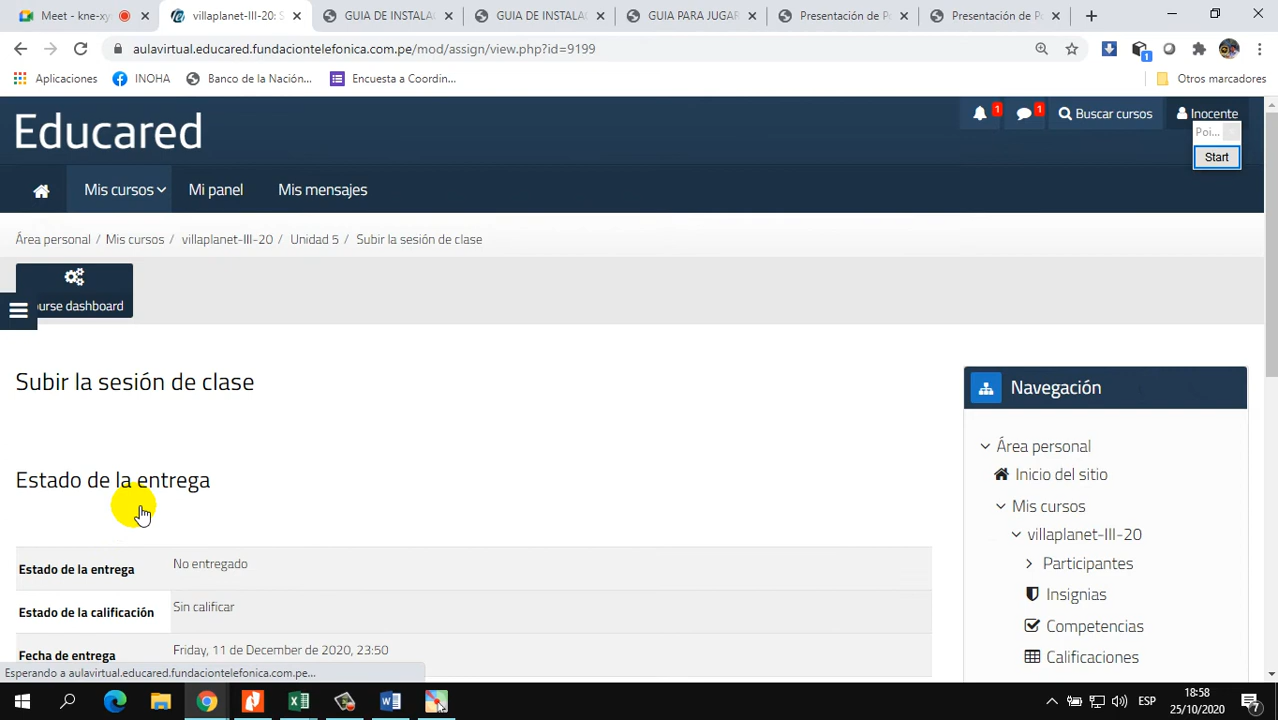 Meet - kne-x
villaplanet-III-20: S
GUIA DE INSTALA
GUIA DE INSTALA
GUIA PARA JUGAR
Presentación de P
Presentación de P
aulavirtual.educared.fundaciontelefonica.com.pe/mod/assign/view.php?id=9199
1
Aplicaciones
INOHA
Banco de la Nación...
Encuesta a Coordin...
Otros marcadores
Educared
1
1
Buscar cursos
Inocente
Poi...
Start
Mis cursos
Mi panel
Mis mensajes
Área personal / Mis cursos / villaplanet-III-20 / Unidad 5 / Subir la sesión de clase
urse dashboard
Subir la sesión de clase
Estado de la entrega
Estado de la entrega No entregado
Estado de la calificación Sin calificar
Fecha de entrega Friday, 11 de December de 2020, 23:50
Navegación
Área personal
Inicio del sitio
Mis cursos
villaplanet-III-20
Participantes
Insignias
Competencias
Calificaciones
Esperando a aulavirtual.educared.fundaciontelefonica.com.pe...
ESP
18:58
25/10/2020
7